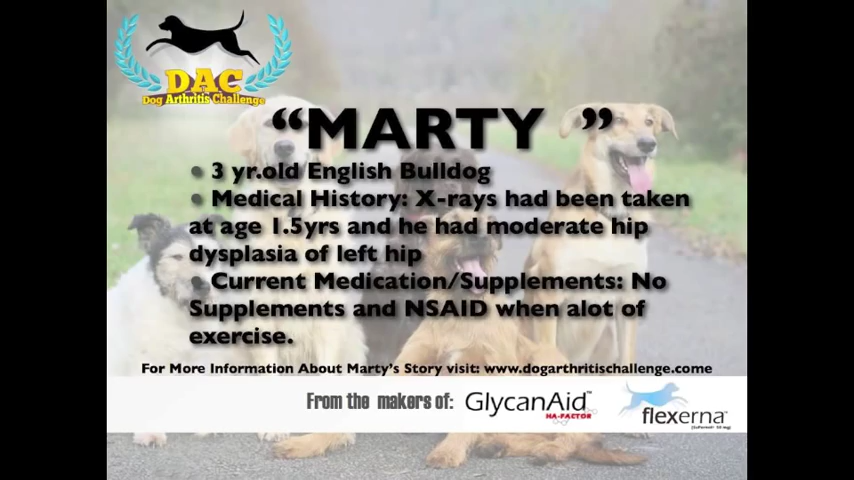 DAC
Dog Arthritis Challenge
“MARTY ”
• 3 yr.old English Bulldog
• Medical History: X-rays had been taken
at age 1.5yrs and he had moderate hip
dysplasia of left hip
• Current Medication/Supplements: No
Supplements and NSAID when alot of
exercise.
For More Information About Marty's Story visit: www.dogarthritischallenge.come
From the makers of: GlycanAid™ flexerna™
HA-FACTOR